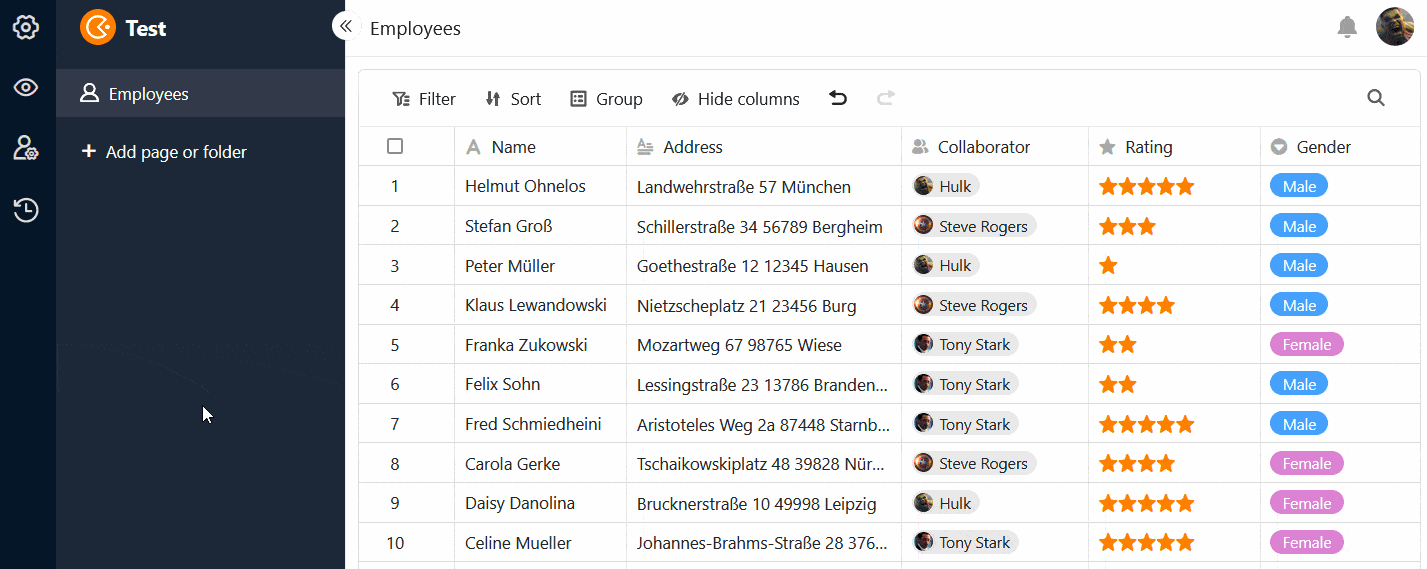 Test
Employees
Add page or folder
Employees
Filter Sort Group Hide columns
Name Address Collaborator Rating Gender
1 Helmut Ohnelos Landwehrstraße 57 München Hulk Male
2 Stefan Groß Schillerstraße 34 56789 Bergheim Steve Rogers Male
3 Peter Müller Goethestraße 12 12345 Hausen Hulk Male
4 Klaus Lewandowski Nietzscheplatz 21 23456 Burg Steve Rogers Male
5 Franka Zukowski Mozartweg 67 98765 Wiese Tony Stark Female
6 Felix Sohn Lessingstraße 23 13786 Branden... Tony Stark Male
7 Fred Schmiedheini Aristoteles Weg 2a 87448 Starnb... Tony Stark Male
8 Carola Gerke Tschaikowskiplatz 48 39828 Nür... Steve Rogers Female
9 Daisy Danolina Brucknerstraße 10 49998 Leipzig Hulk Female
10 Celine Mueller Johannes-Brahms-Straße 28 376... Tony Stark Female